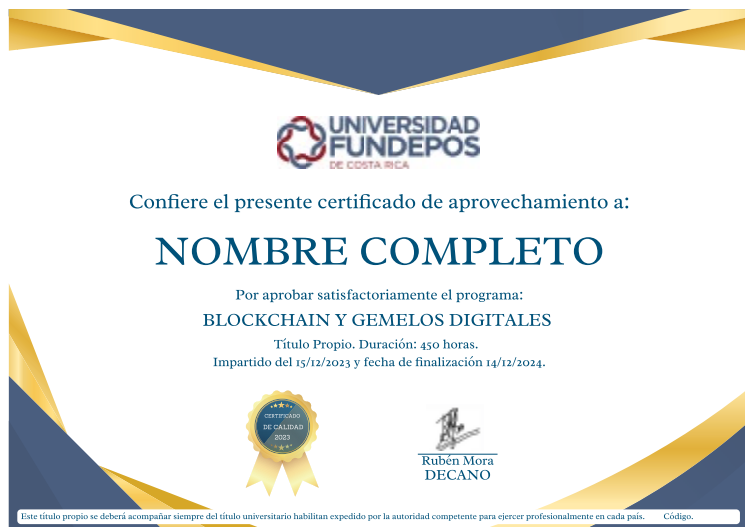 UNIVERSIDAD
FUNDEPOS
DE COSTA RICA
Confiere el presente certificado de aprovechamiento a:
NOMBRE COMPLETO
Por aprobar satisfactoriamente el programa:
BLOCKCHAIN Y GEMELOS DIGITALES
Título Propio. Duración: 450 horas.
Impartido del 15/12/2023 y fecha de finalización 14/12/2024.
CERTIFICADO
DE CALIDAD
2023
Rubén Mora
DECANO
Este título propio se deberá acompañar siempre del título universitario habilitan expedido por la autoridad competente para ejercer profesionalmente en cada país. Código.